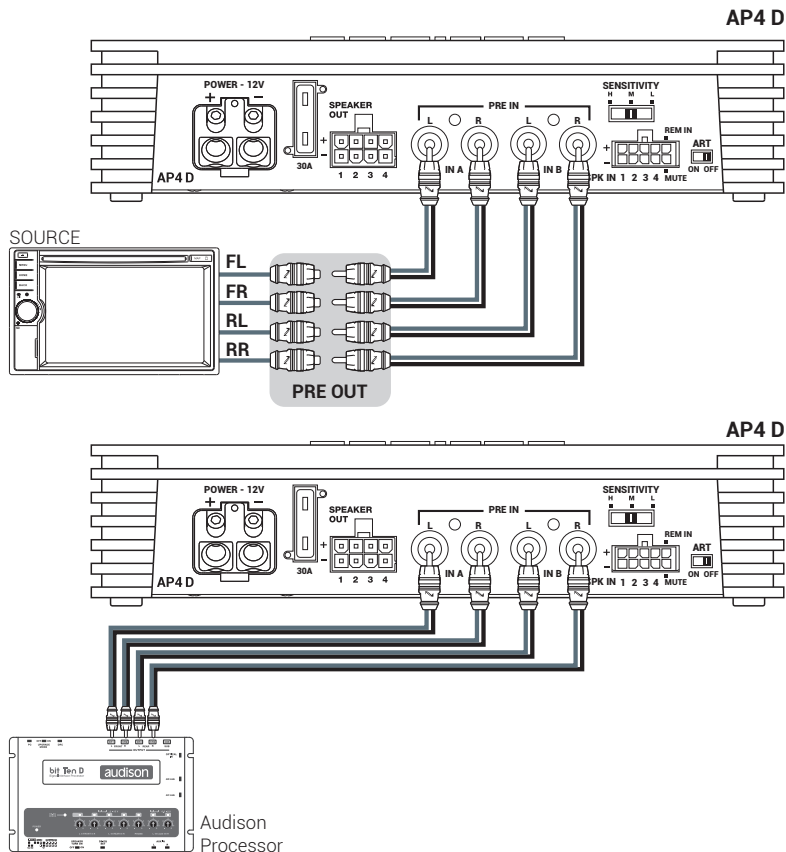 AP4 D
POWER - 12V
+ −
30A
SPEAKER OUT
+
−
1 2 3 4
PRE IN
L R L R
IN A IN B
SENSITIVITY
H M L
REM IN
ART
ON OFF
+
−
SPK IN 1 2 3 4 MUTE
AP4 D
SOURCE
FL
FR
RL
RR
PRE OUT
AP4 D
POWER - 12V
+ −
30A
SPEAKER OUT
+
−
1 2 3 4
PRE IN
L R L R
IN A IN B
SENSITIVITY
H M L
REM IN
ART
ON OFF
+
−
PK IN 1 2 3 4 MUTE
AP4 D
bit Ten D
audison
OUTPUT
Audison
Processor